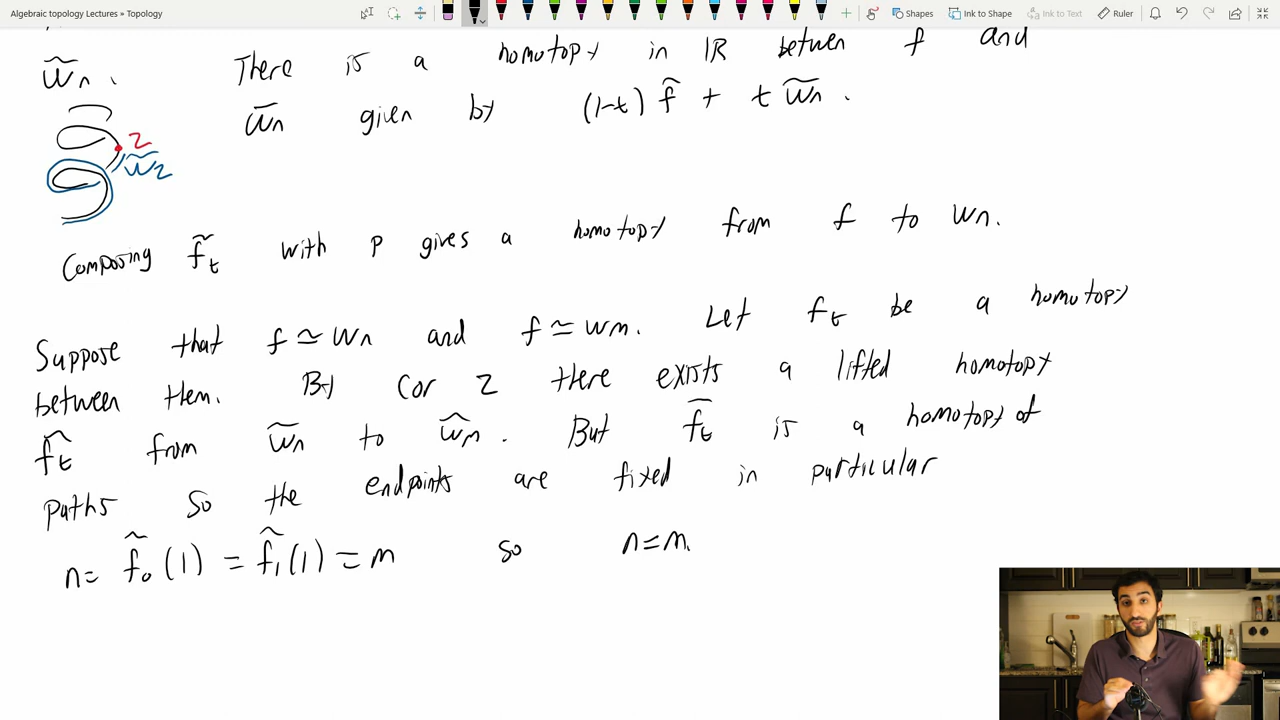 Algebraic topology Lectures » Topology
Shapes
Ink to Shape
Ink to Text
Ruler
w̃n. There is a homotopy in IR between f̃ and
w̃n given by (1-t) f̃ + t w̃n.
2
w̃2
Composing f̃t with p gives a homotopy from f to wn.
Suppose that f ≃ wn and f ≃ wm. Let ft be a homotopy
between them. By Cor 2 there exists a lifted homotopy
f̃t from w̃n to w̃m. But f̃t is a homotopy of
paths so the endpoints are fixed in particular
n = f̃0(1) = f̃1(1) = m so n=m.